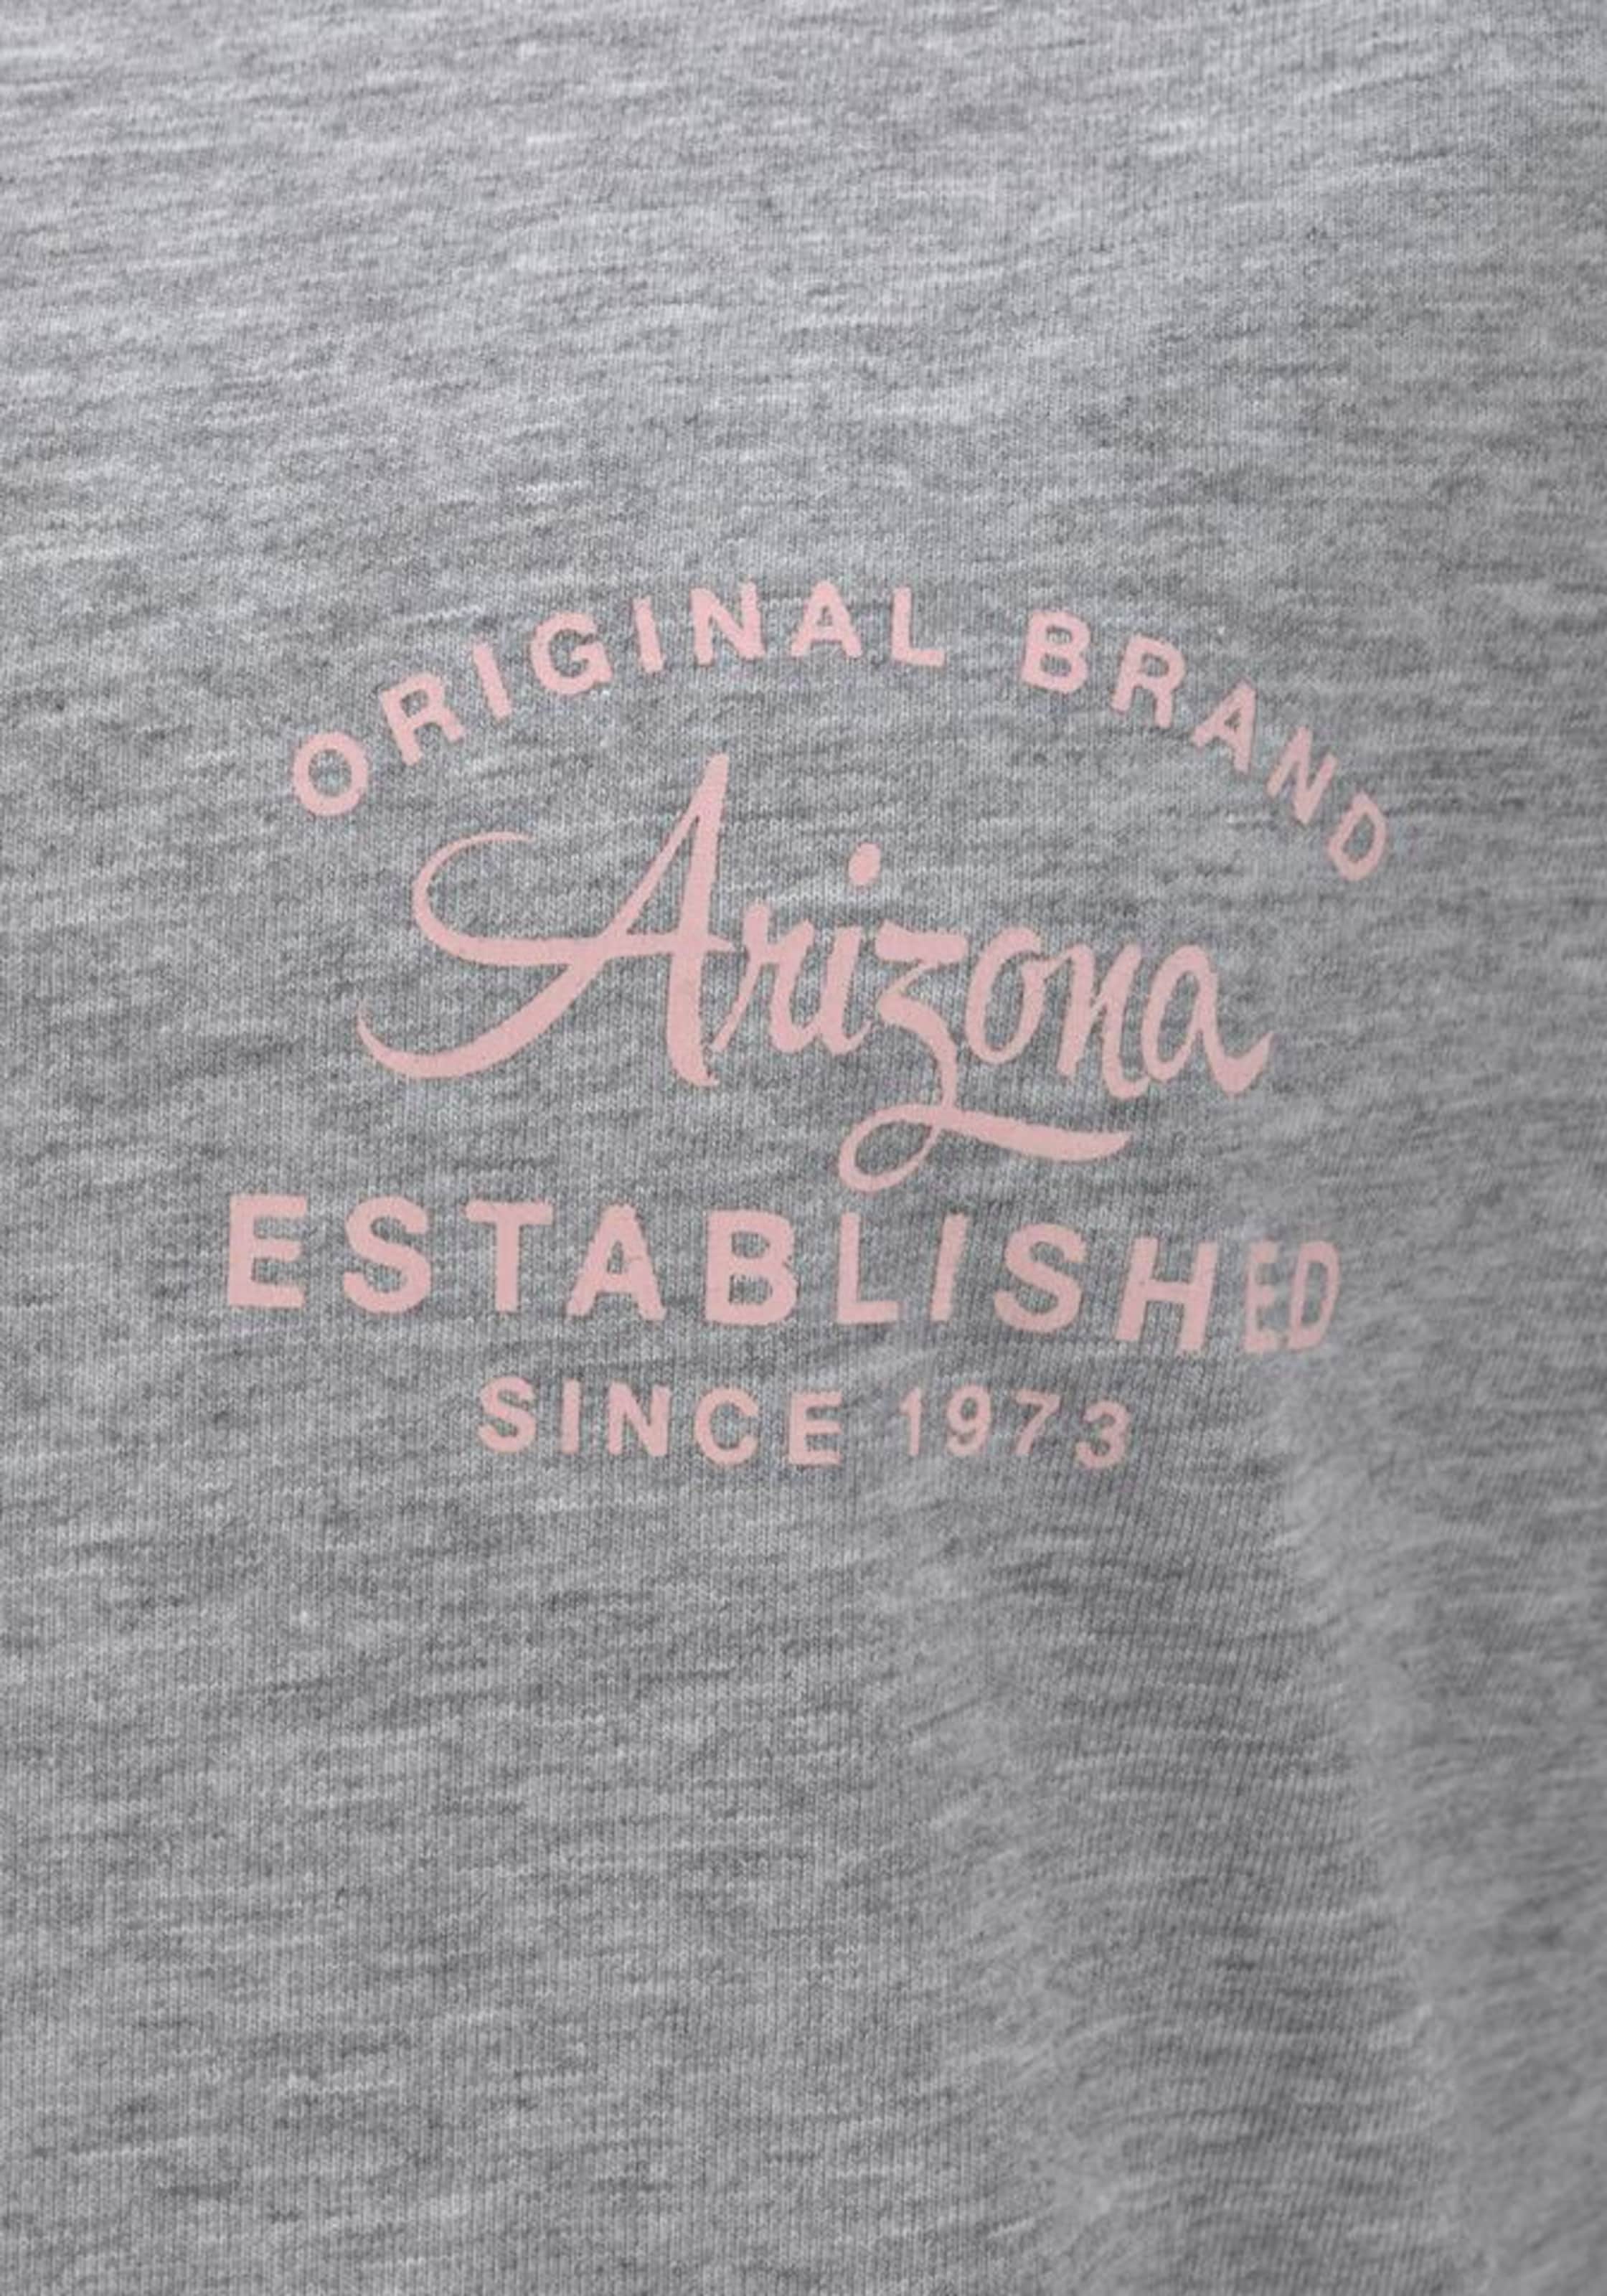 ORIGINAL BRAND
Arizona
ESTABLISHED
SINCE 1973